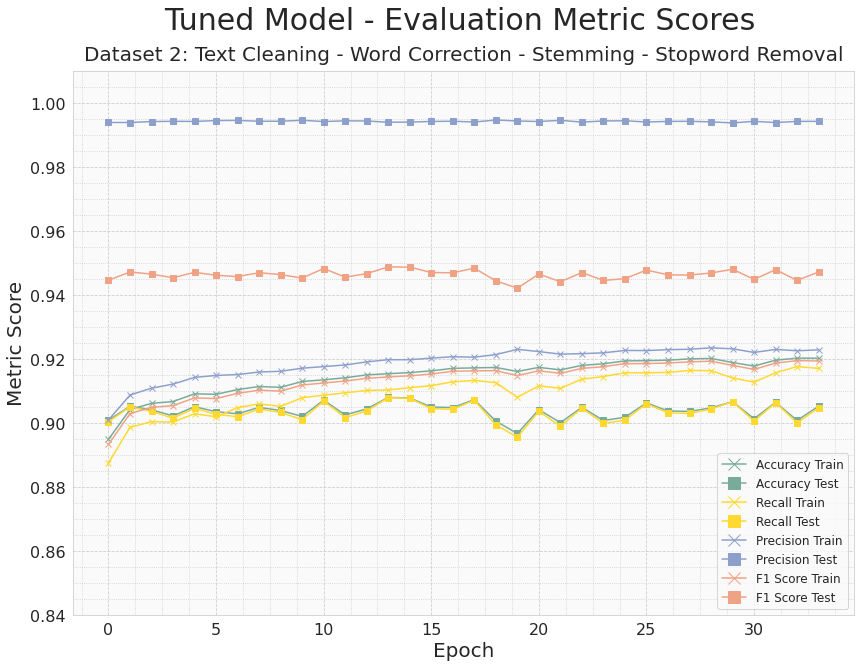 Tuned Model - Evaluation Metric Scores
Dataset 2: Text Cleaning - Word Correction - Stemming - Stopword Removal
Metric Score
1.00
0.98
0.96
0.94
0.92
0.90
0.88
0.86
0.84
Accuracy Train
Accuracy Test
Recall Train
Recall Test
Precision Train
Precision Test
F1 Score Train
F1 Score Test
0 5 10 15 20 25 30
Epoch